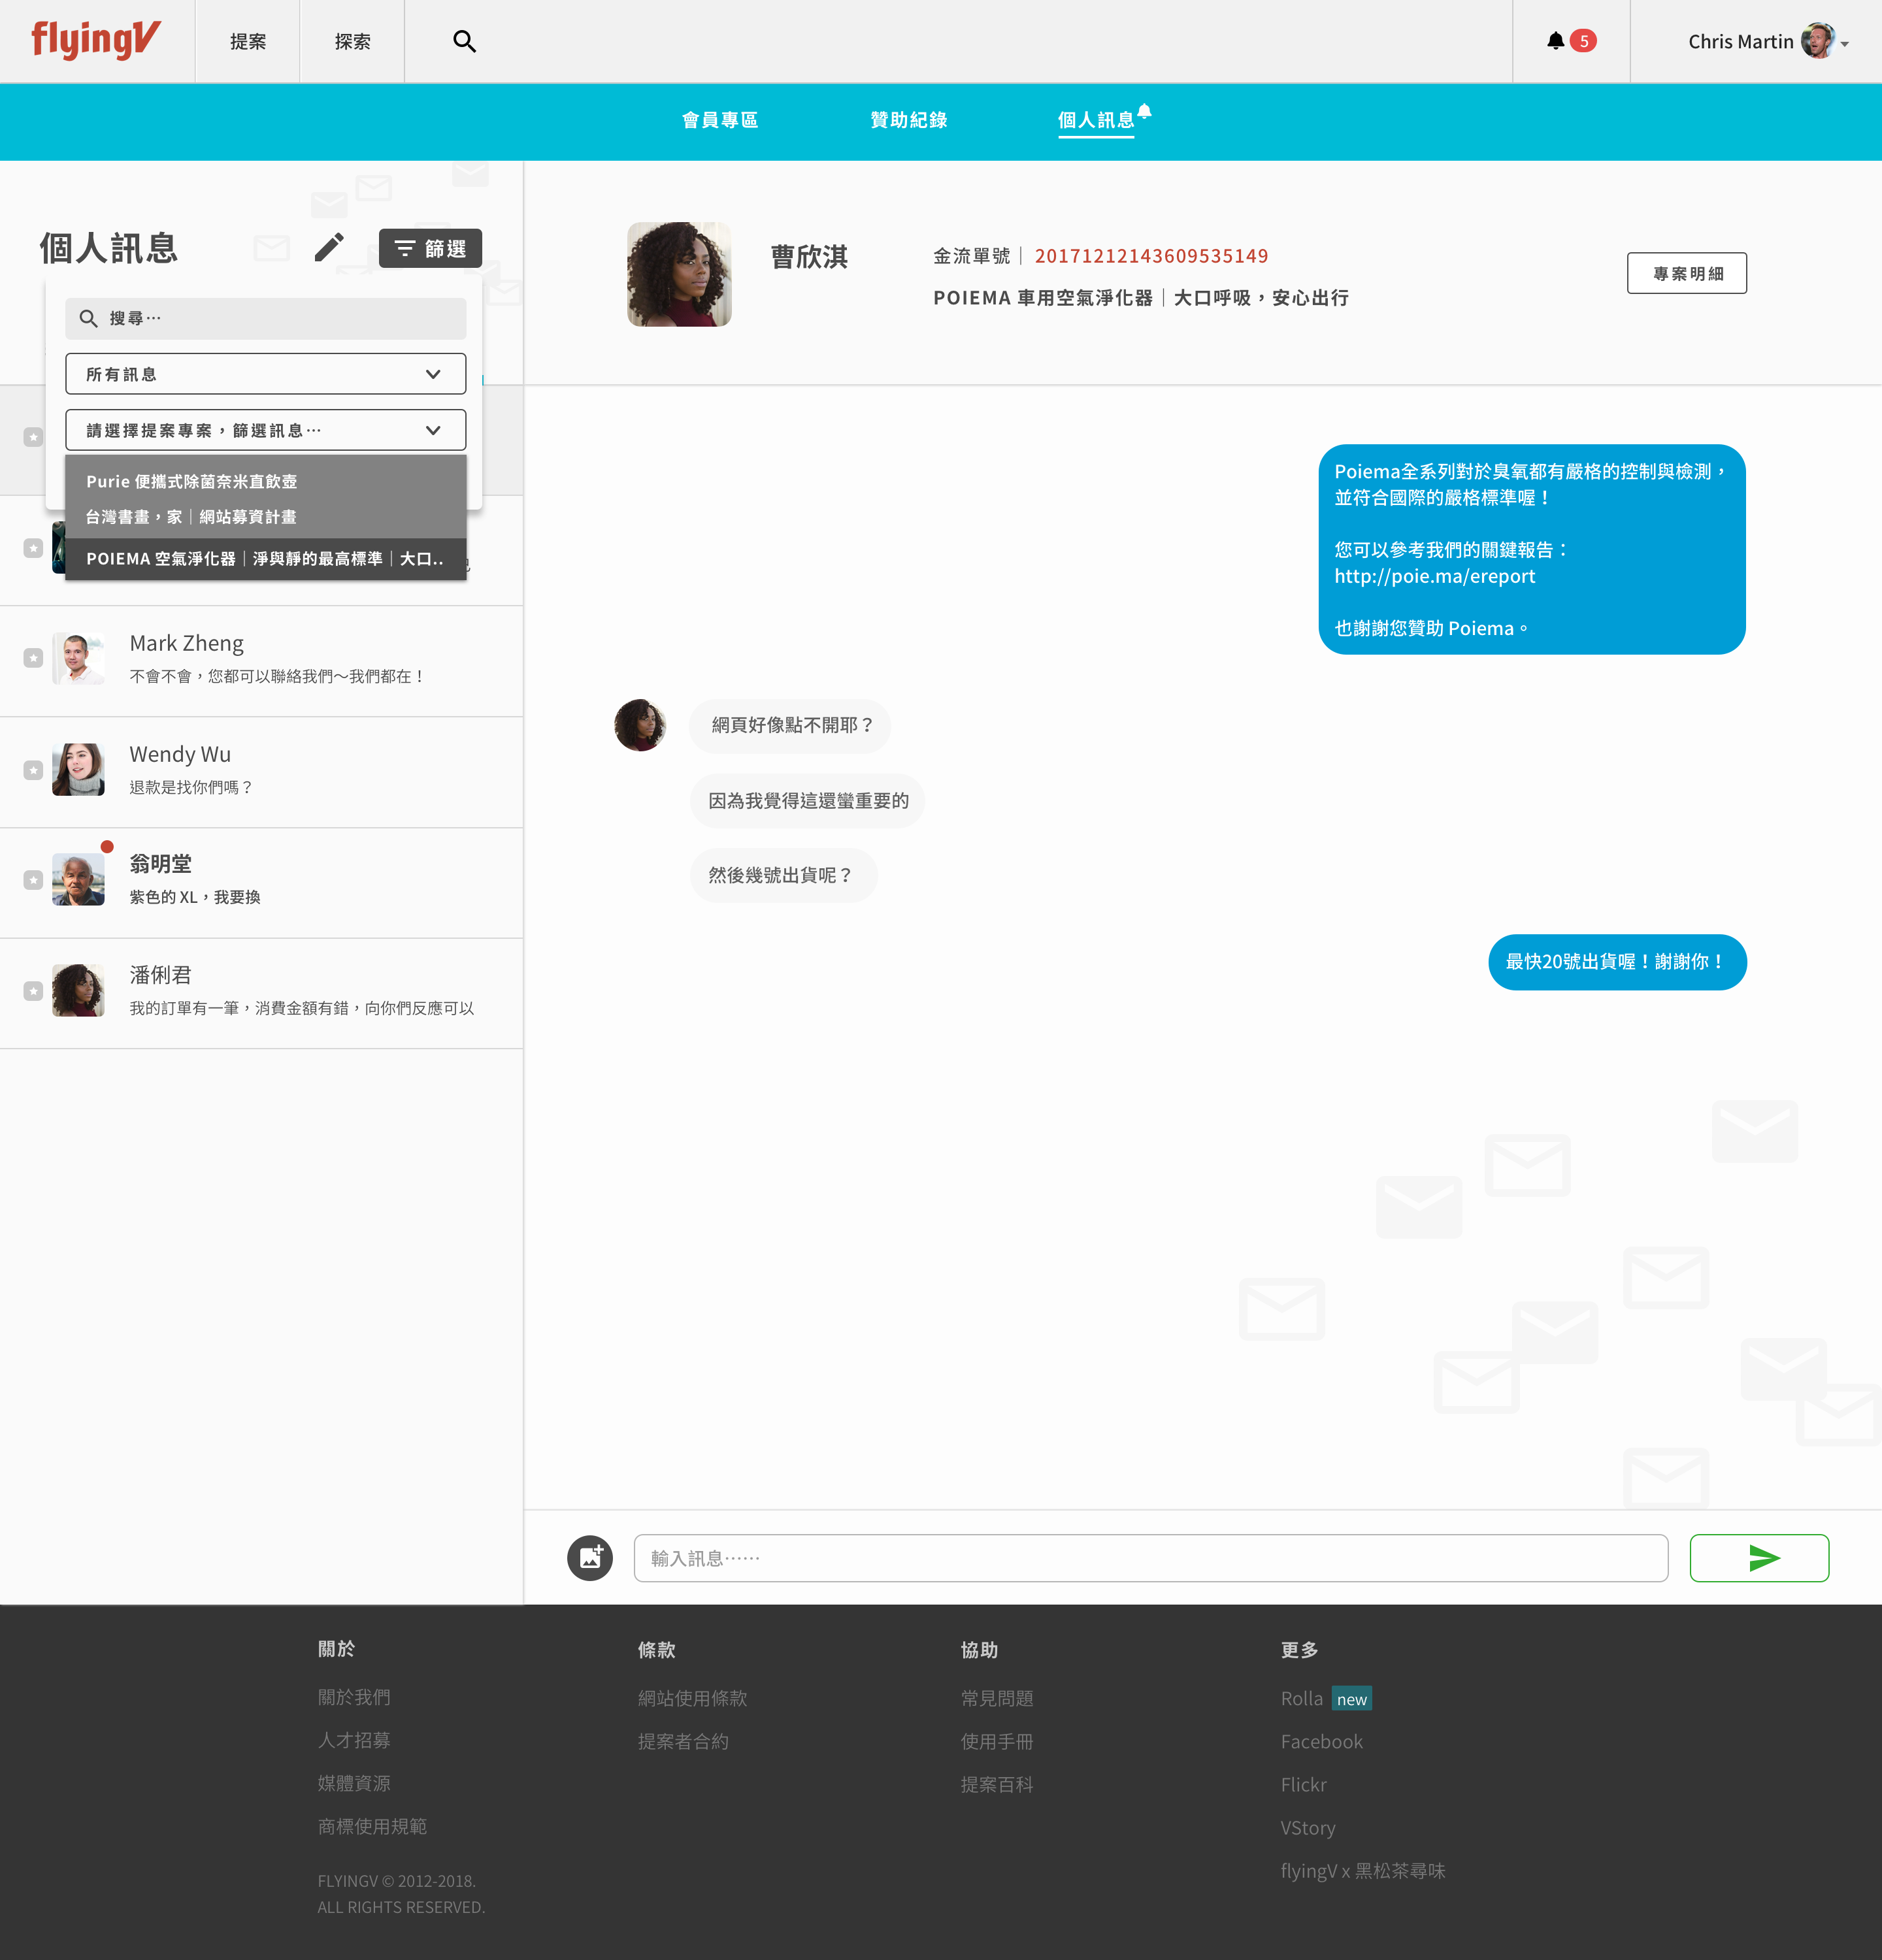 flyingV
提案
探索
5
Chris Martin
會員專區
贊助紀錄
個人訊息
個人訊息
篩選
搜尋⋯
所有訊息
請選擇提案專案，篩選訊息⋯
Purie 便攜式除菌奈米直飲壺
台灣書畫，家｜網站募資計畫
POIEMA 空氣淨化器｜淨與靜的最高標準｜大口..
Mark Zheng
不會不會，您都可以聯絡我們～我們都在！
Wendy Wu
退款是找你們嗎？
翁明堂
紫色的 XL，我要換
潘俐君
我的訂單有一筆，消費金額有錯，向你們反應可以
曹欣淇
金流單號｜ 20171212143609535149
POIEMA 車用空氣淨化器｜大口呼吸，安心出行
專案明細
Poiema全系列對於臭氧都有嚴格的控制與檢測，
並符合國際的嚴格標準喔！
您可以參考我們的關鍵報告：
http://poie.ma/ereport
也謝謝您贊助 Poiema。
網頁好像點不開耶？
因為我覺得這還蠻重要的
然後幾號出貨呢？
最快20號出貨喔！謝謝你！
輸入訊息⋯⋯
關於
關於我們
人才招募
媒體資源
商標使用規範
FLYINGV © 2012-2018.
ALL RIGHTS RESERVED.
條款
網站使用條款
提案者合約
協助
常見問題
使用手冊
提案百科
更多
Rolla new
Facebook
Flickr
VStory
flyingV x 黑松茶尋味